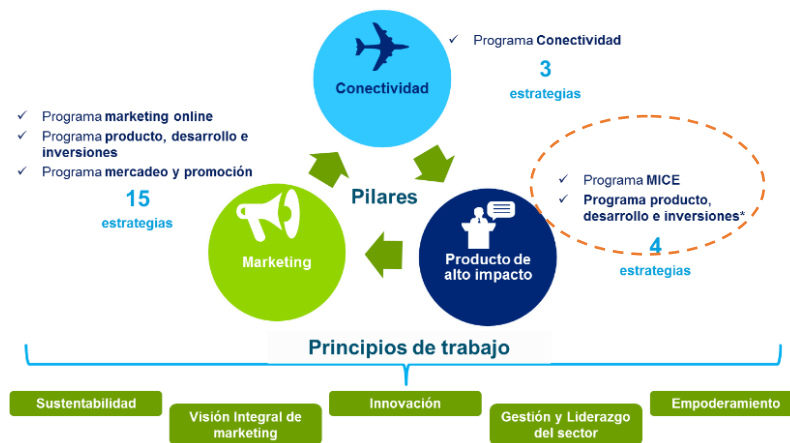 Conectividad
✓ Programa Conectividad
3
estrategias
✓ Programa marketing online
✓ Programa producto, desarrollo e
inversiones
✓ Programa mercadeo y promoción
15
estrategias
Pilares
✓ Programa MICE
✓ Programa producto,
desarrollo e inversiones*
4
estrategias
Marketing
Producto de
alto impacto
Principios de trabajo
Sustentabilidad
Visión Integral de
marketing
Innovación
Gestión y Liderazgo
del sector
Empoderamiento